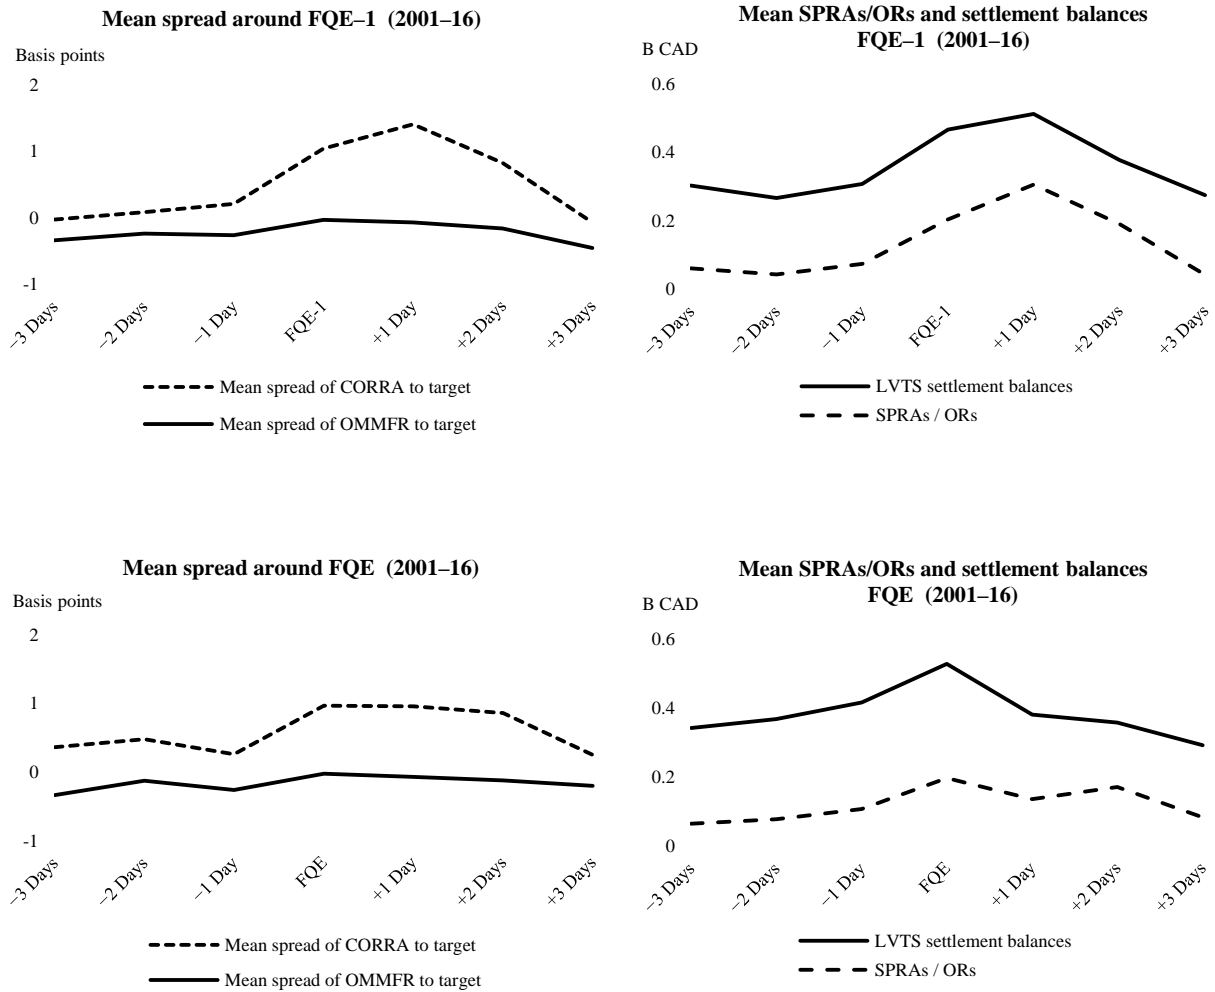 Mean spread around FQE–1 (2001–16)
Basis points
2
1
0
-1
−3 Days
−2 Days
−1 Day
FQE-1
+1 Day
+2 Days
+3 Days
Mean spread of CORRA to target
Mean spread of OMMFR to target
Mean SPRAs/ORs and settlement balances
FQE–1 (2001–16)
B CAD
0.6
0.4
0.2
0
−3 Days
−2 Days
−1 Day
FQE-1
+1 Day
+2 Days
+3 Days
LVTS settlement balances
SPRAs / ORs
Mean spread around FQE (2001–16)
Basis points
2
1
0
-1
−3 Days
−2 Days
−1 Day
FQE
+1 Day
+2 Days
+3 Days
Mean spread of CORRA to target
Mean spread of OMMFR to target
Mean SPRAs/ORs and settlement balances
FQE (2001–16)
B CAD
0.6
0.4
0.2
0
−3 Days
−2 Days
−1 Day
FQE
+1 Day
+2 Days
+3 Days
LVTS settlement balances
SPRAs / ORs